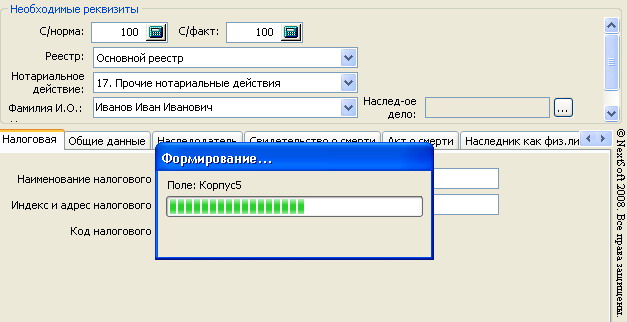 Необходимые реквизиты
С/норма: 100 С/факт: 100
Реестр: Основной реестр
Нотариальное действие: 17. Прочие нотариальные действия
Фамилия И.О.: Иванов Иван Иванович Наслед-ое дело: ...
Налоговая Общие данные Наследодатель Свидетельство о смерти Акт о смерти Наследник как физ.ли
Формирование...
Поле: Корпус5
Наименование налогового
Индекс и адрес налогового
Код налогового
© NextSoft 2008. Все права защищены.